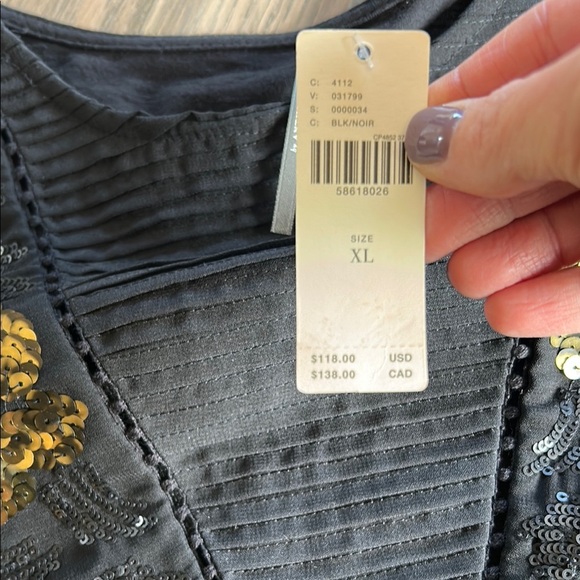 C: 4112
V: 031799
S: 0000034
C: BLK/NOIR
58618026
SIZE
XL
$118.00 USD
$138.00 CAD